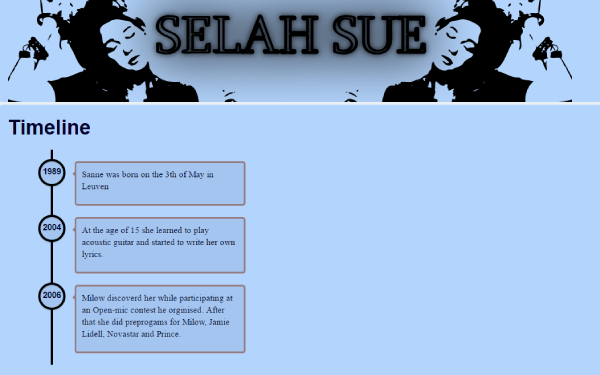 SELAH SUE
Timeline
1989
Sanne was born on the 3th of May in
Leuven
2004
At the age of 15 she learned to play
acoustic guitar and started to write her own
lyrics.
2006
Milow discoverd her while participating at
an Open-mic contest he orginised. After
that she did preprogams for Milow, Jamie
Lidell, Novastar and Prince.